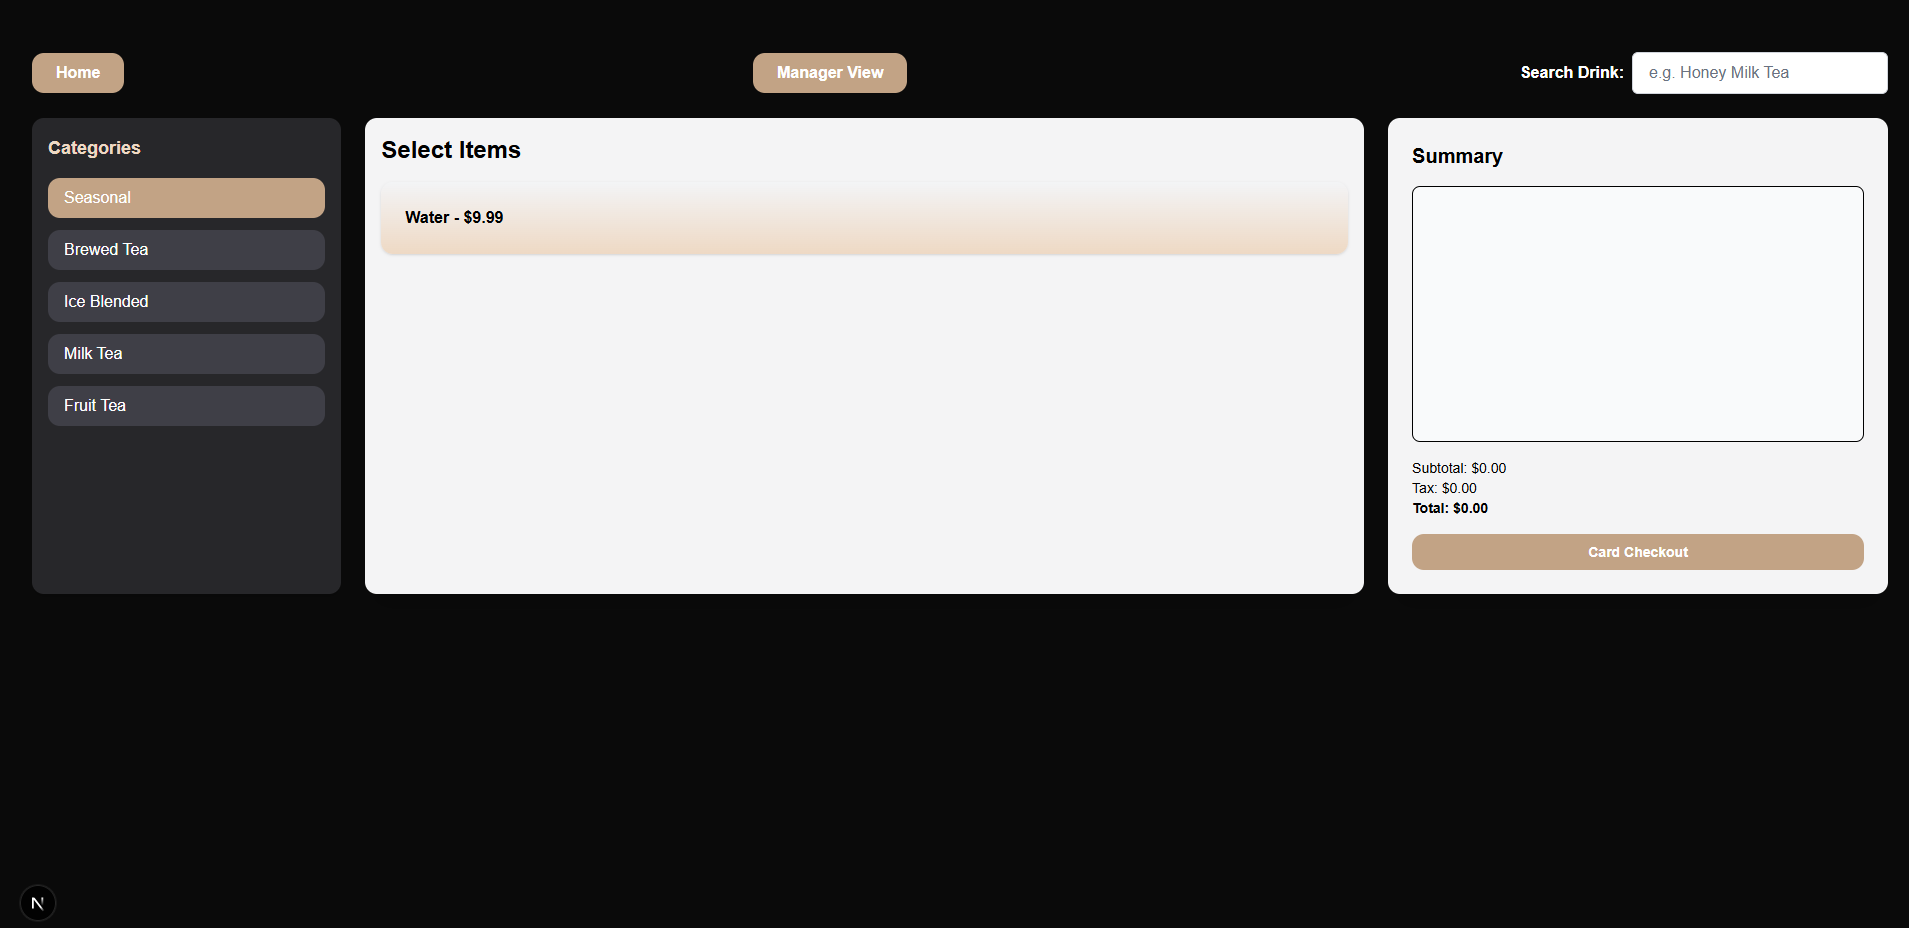 Home
Manager View
Search Drink:
e.g. Honey Milk Tea
Categories
Seasonal
Brewed Tea
Ice Blended
Milk Tea
Fruit Tea
Select Items
Water - $9.99
Summary
Subtotal: $0.00
Tax: $0.00
Total: $0.00
Card Checkout
N